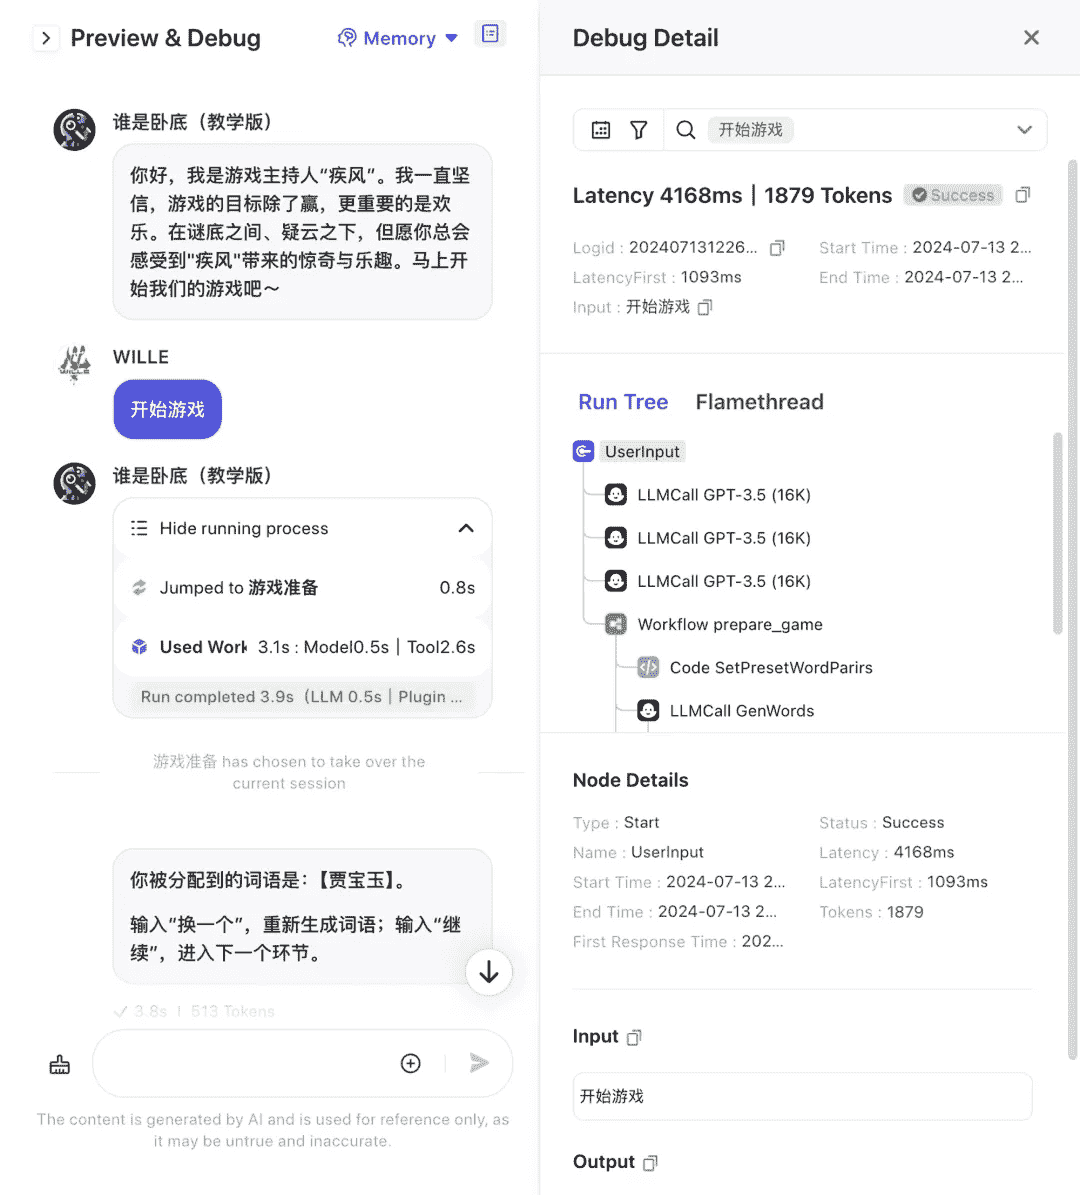 Preview & Debug
Memory
谁是卧底（教学版）
你好，我是游戏主持人“疾风”。我一直坚
信，游戏的目标除了赢，更重要的是欢
乐。在谜底之间、疑云之下，但愿你总会
感受到"疾风"带来的惊奇与乐趣。马上开
始我们的游戏吧～
WILLE
开始游戏
谁是卧底（教学版）
Hide running process
Jumped to 游戏准备 0.8s
Used Work 3.1s : Model0.5s | Tool2.6s
Run completed 3.9s（LLM 0.5s | Plugin ...
游戏准备 has chosen to take over the
current session
你被分配到的词语是：【贾宝玉】。
输入“换一个”，重新生成词语；输入“继
续”，进入下一个环节。
3.8s | 513 Tokens
The content is generated by AI and is used for reference only, as
it may be untrue and inaccurate.
Debug Detail
开始游戏
Latency 4168ms | 1879 Tokens Success
Logid : 202407131226... Start Time : 2024-07-13 2...
LatencyFirst : 1093ms End Time : 2024-07-13 2...
Input : 开始游戏
Run Tree Flamethread
UserInput
LLMCall GPT-3.5 (16K)
LLMCall GPT-3.5 (16K)
LLMCall GPT-3.5 (16K)
Workflow prepare_game
Code SetPresetWordParirs
LLMCall GenWords
Node Details
Type : Start Status : Success
Name : UserInput Latency : 4168ms
Start Time : 2024-07-13 2... LatencyFirst : 1093ms
End Time : 2024-07-13 2... Tokens : 1879
First Response Time : 202...
Input
开始游戏
Output